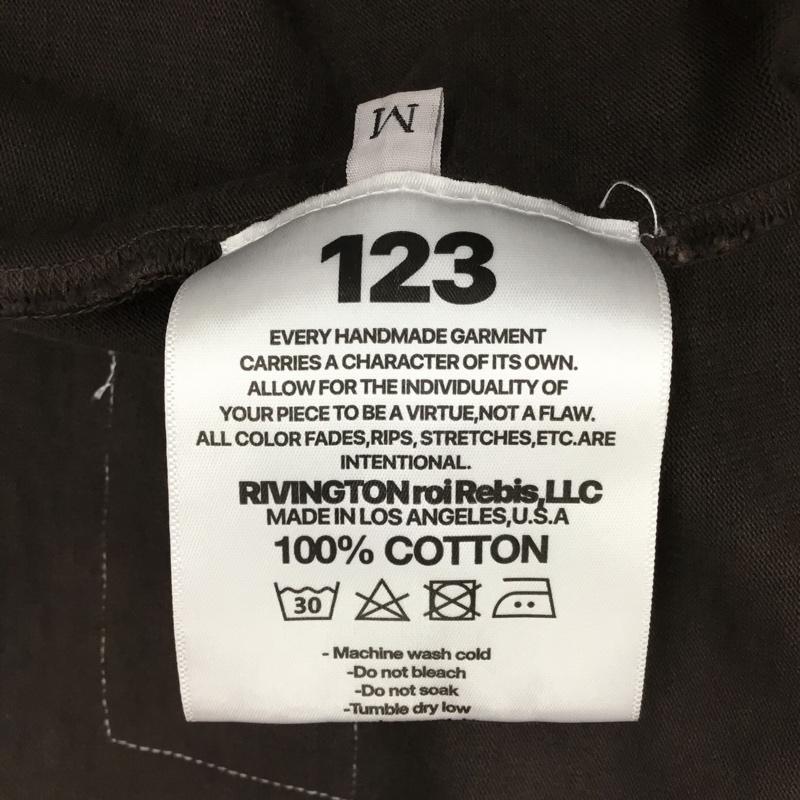 M
123
EVERY HANDMADE GARMENT
CARRIES A CHARACTER OF ITS OWN.
ALLOW FOR THE INDIVIDUALITY OF
YOUR PIECE TO BE A VIRTUE,NOT A FLAW.
ALL COLOR FADES,RIPS, STRETCHES,ETC.ARE
INTENTIONAL.
RIVINGTON roi Rebis,LLC
MADE IN LOS ANGELES,U.S.A
100% COTTON
30
- Machine wash cold
-Do not bleach
-Do not soak
-Tumble dry low